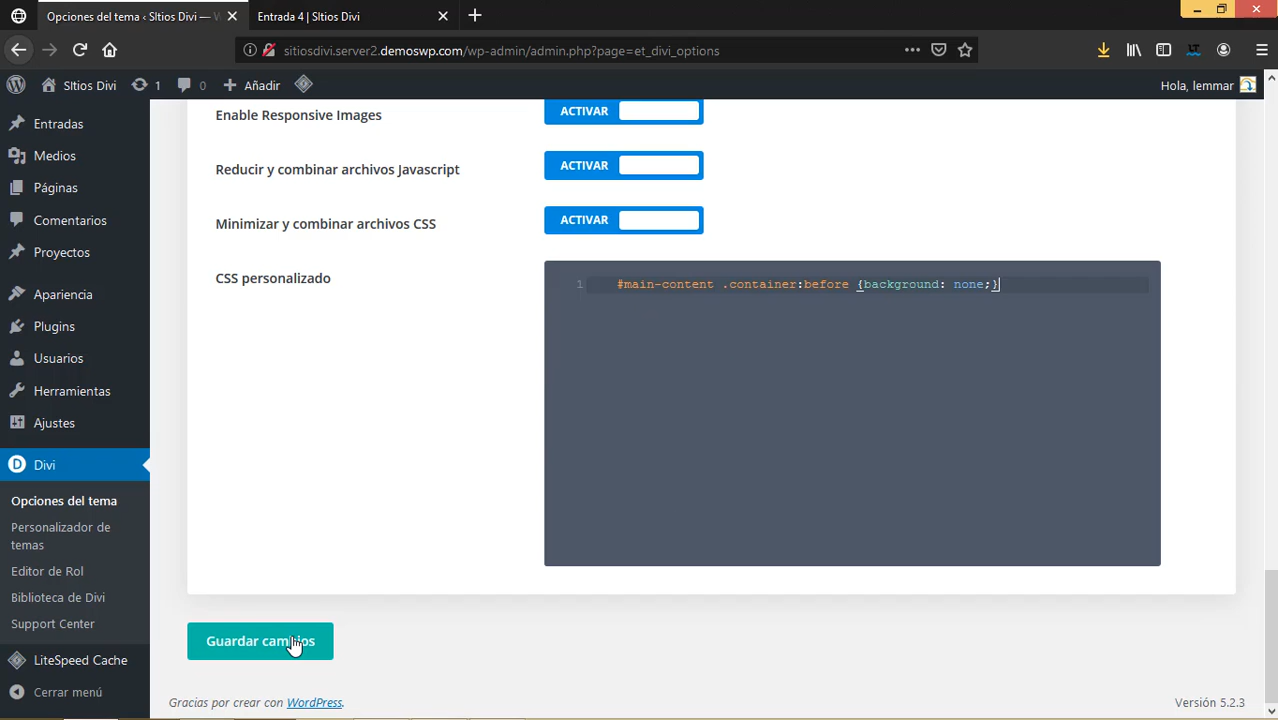 Opciones del tema ‹ SItios Divi — W
Entrada 4 | SItios Divi
sitiosdivi.server2.demoswp.com/wp-admin/admin.php?page=et_divi_options
SItios Divi
1
0
Añadir
Hola, lemmar
Entradas
Medios
Páginas
Comentarios
Proyectos
Apariencia
Plugins
Usuarios
Herramientas
Ajustes
Divi
Opciones del tema
Personalizador de
temas
Editor de Rol
Biblioteca de Divi
Support Center
LiteSpeed Cache
Cerrar menú
Enable Responsive Images
ACTIVAR
Reducir y combinar archivos Javascript
ACTIVAR
Minimizar y combinar archivos CSS
ACTIVAR
CSS personalizado
1 #main-content .container:before {background: none;}
Guardar cambios
Gracias por crear con WordPress.
Versión 5.2.3